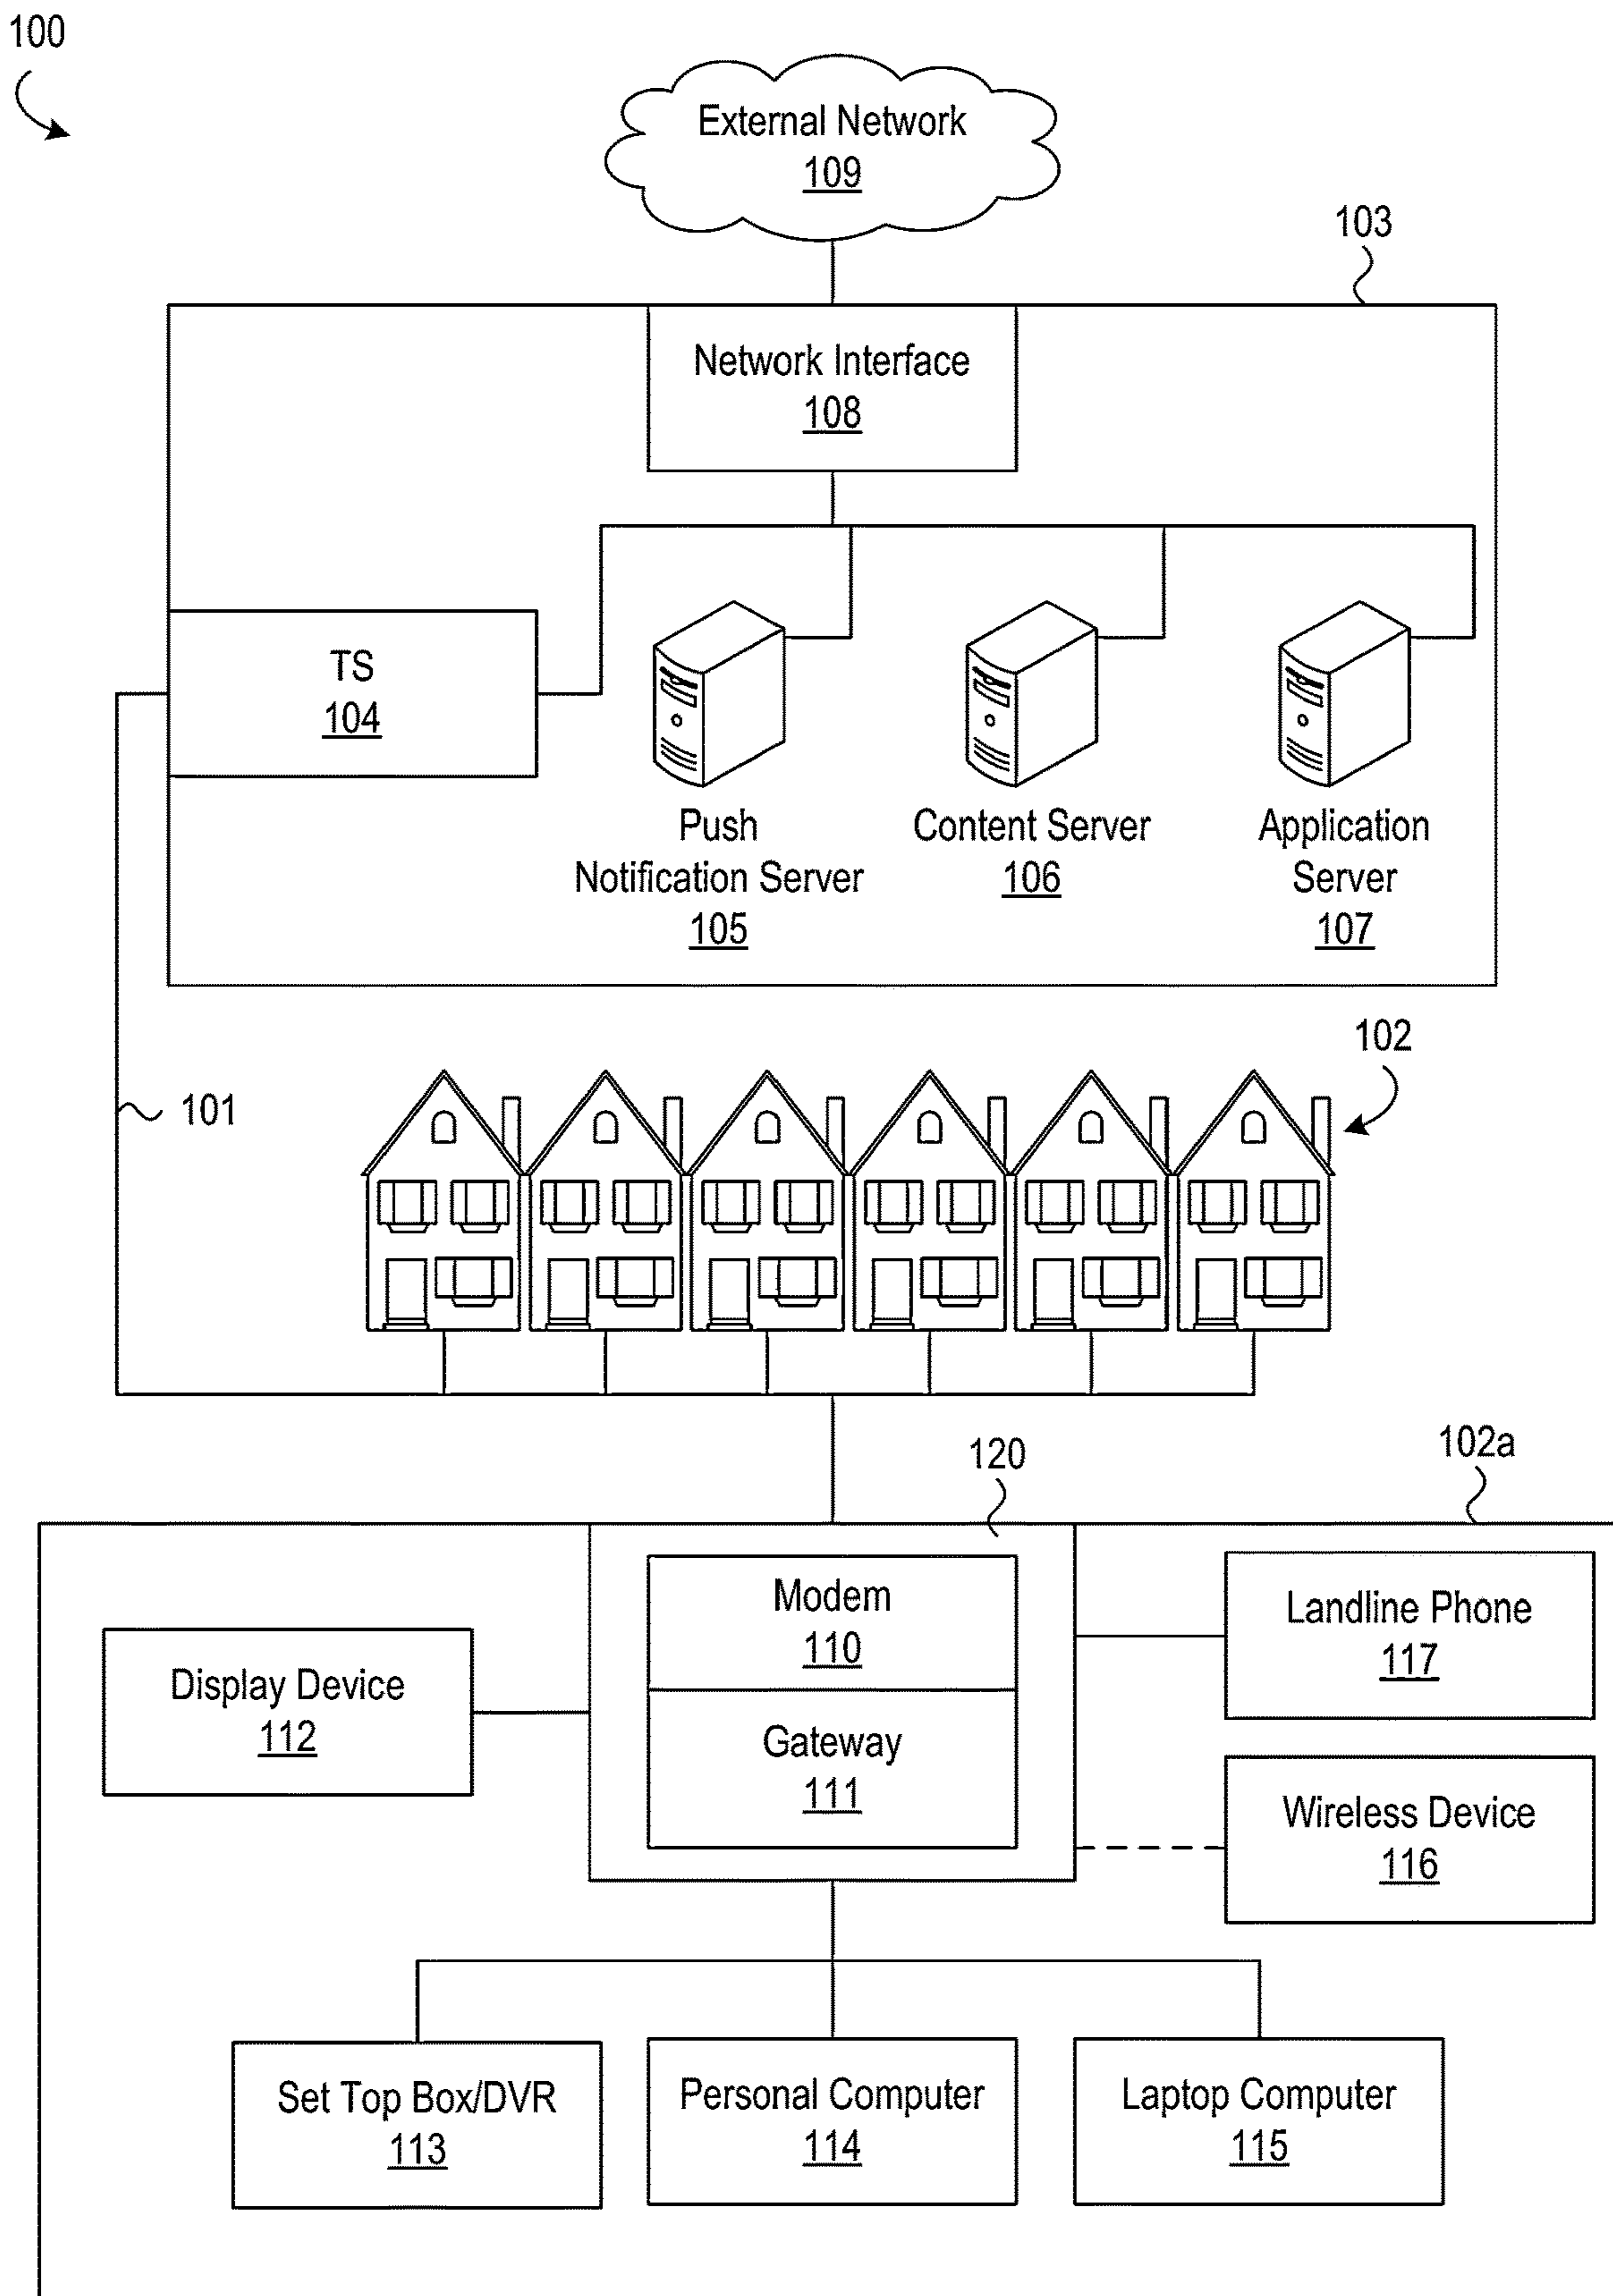 100
External Network
109
103
Network Interface
108
TS
104
Push
Notification Server
105
Content Server
106
Application
Server
107
102
101
120
102a
Modem
110
Gateway
111
Display Device
112
Landline Phone
117
Wireless Device
116
Set Top Box/DVR
113
Personal Computer
114
Laptop Computer
115